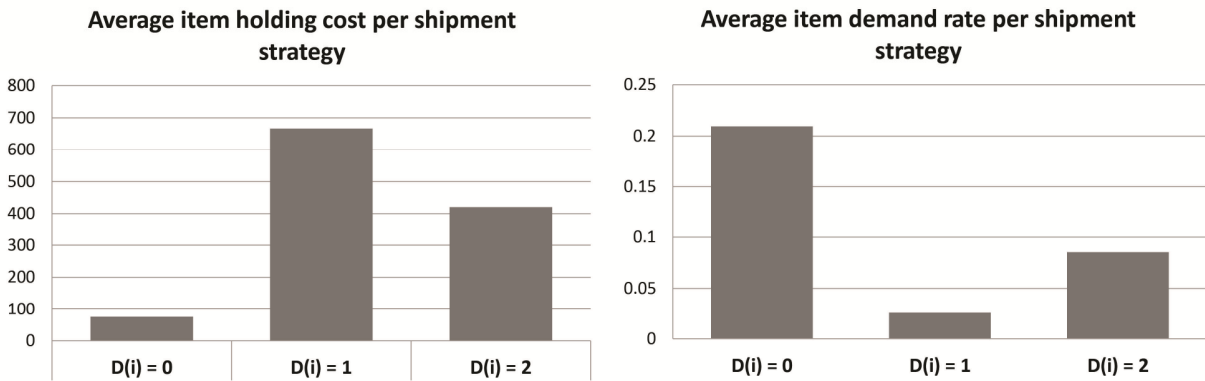 Average item holding cost per shipment
strategy
800
700
600
500
400
300
200
100
0
D(i) = 0 D(i) = 1 D(i) = 2
Average item demand rate per shipment
strategy
0.25
0.2
0.15
0.1
0.05
0
D(i) = 0 D(i) = 1 D(i) = 2